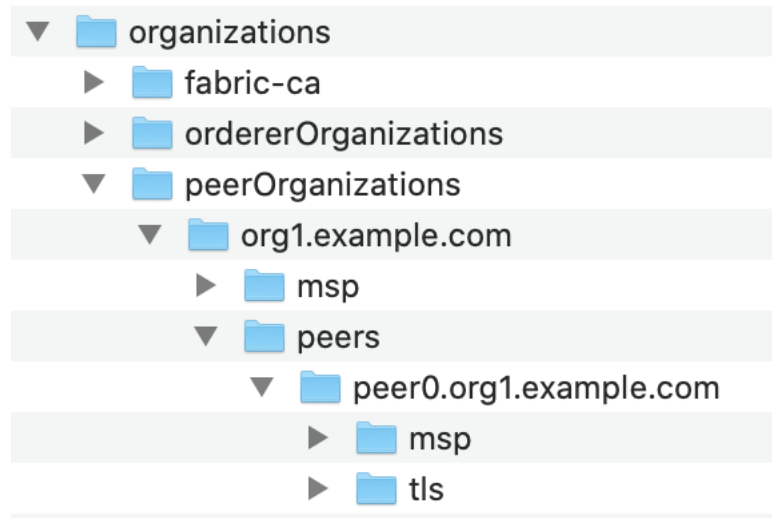 organizations
fabric-ca
ordererOrganizations
peerOrganizations
org1.example.com
msp
peers
peer0.org1.example.com
msp
tls